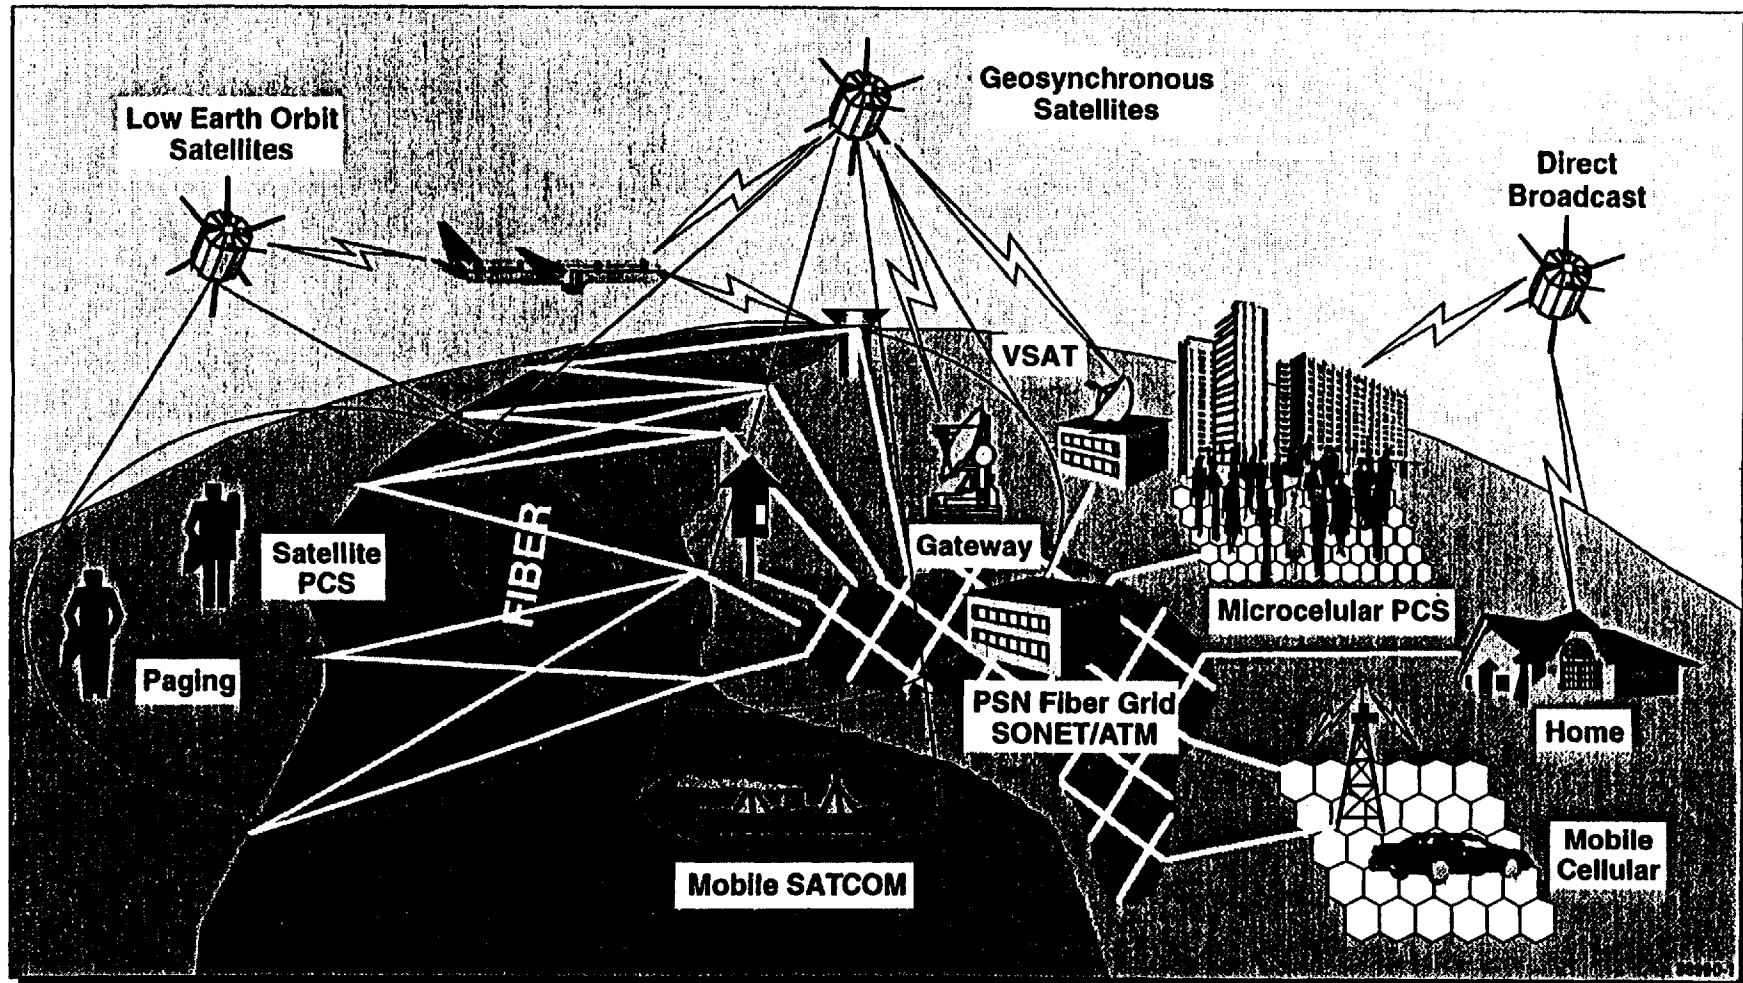 Low Earth Orbit
Satellites
Geosynchronous
Satellites
Direct
Broadcast
VSAT
FIBER
Gateway
Satellite
PCS
Microcelular PCS
Paging
PSN Fiber Grid
SONET/ATM
Home
Mobile
Cellular
Mobile SATCOM